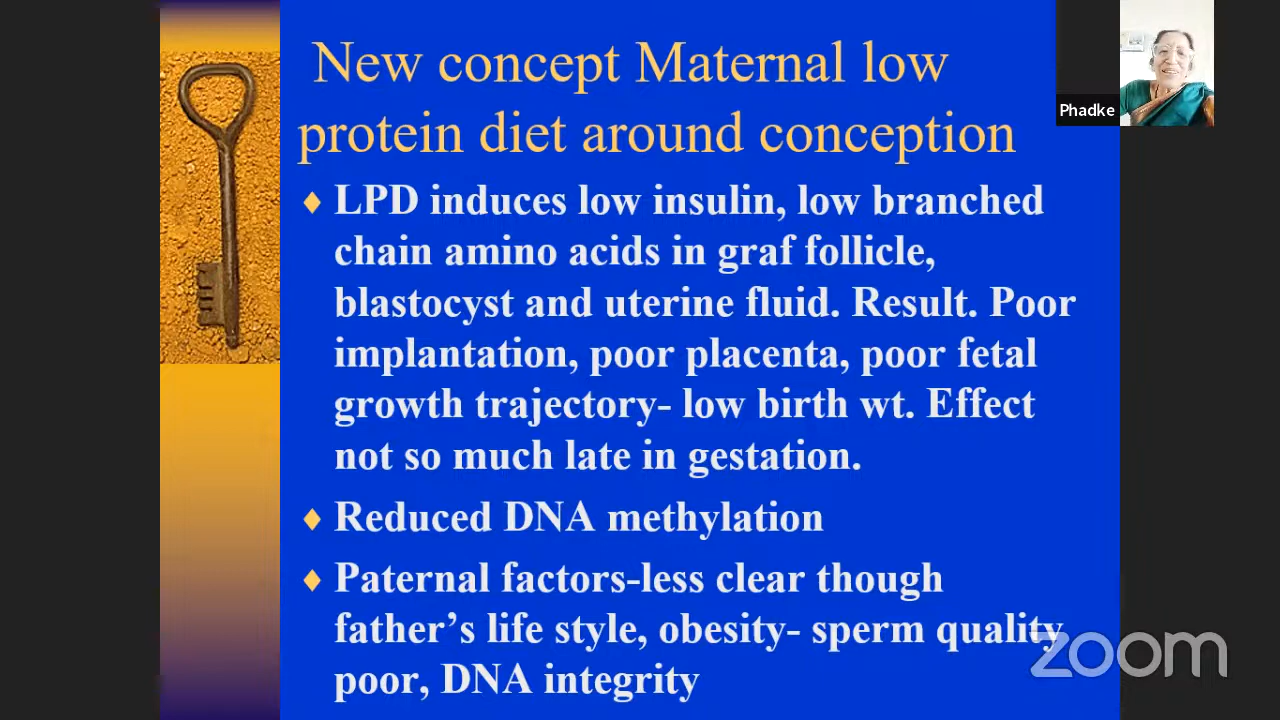 New concept Maternal low
protein diet around conception
LPD induces low insulin, low branched
chain amino acids in graf follicle,
blastocyst and uterine fluid. Result. Poor
implantation, poor placenta, poor fetal
growth trajectory- low birth wt. Effect
not so much late in gestation.
Reduced DNA methylation
Paternal factors-less clear though
father’s life style, obesity- sperm quality
poor, DNA integrity
Phadke
zoom